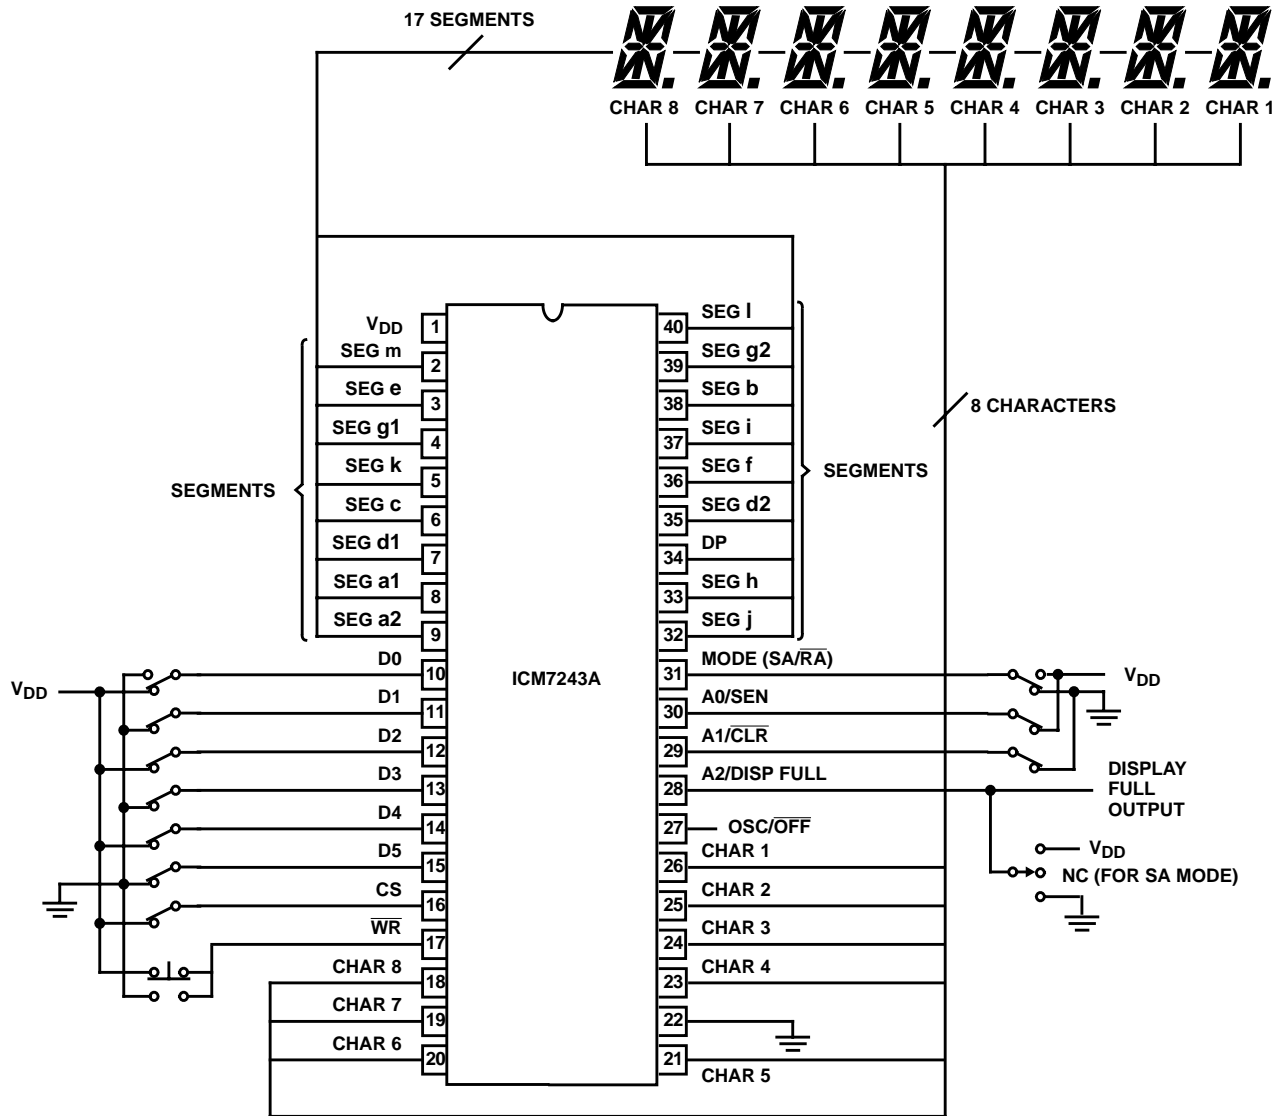 17 SEGMENTS
CHAR 8 CHAR 7 CHAR 6 CHAR 5 CHAR 4 CHAR 3 CHAR 2 CHAR 1
8 CHARACTERS
SEGMENTS
VDD 1
SEG m 2
SEG e 3
SEG g1 4
SEG k 5
SEG c 6
SEG d1 7
SEG a1 8
SEG a2 9
D0 10
D1 11
D2 12
D3 13
D4 14
D5 15
CS 16
W̅R̅ 17
CHAR 8 18
CHAR 7 19
CHAR 6 20
VDD
ICM7243A
40 SEG l
39 SEG g2
38 SEG b
37 SEG i
36 SEG f
35 SEG d2
34 DP
33 SEG h
32 SEG j
31 MODE (SA/R̅A̅)
30 A0/SEN
29 A1/C̅L̅R̅
28 A2/DISP FULL
27 OSC/O̅F̅F̅
26 CHAR 1
25 CHAR 2
24 CHAR 3
23 CHAR 4
22
21 CHAR 5
SEGMENTS
VDD
DISPLAY
FULL
OUTPUT
VDD
NC (FOR SA MODE)